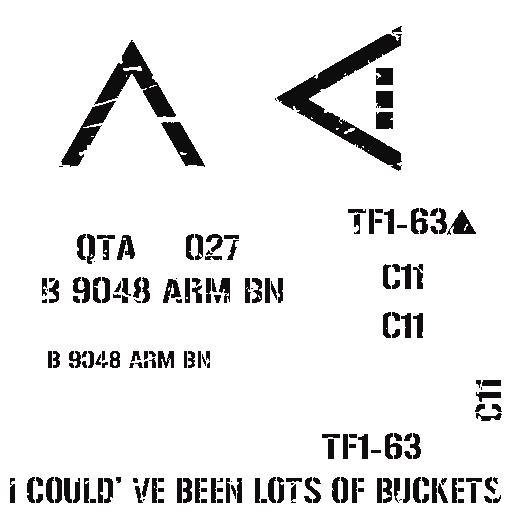 TF1-63
QTA 027
B 9048 ARM BN
C11
C11
B 9048 ARM BN
C11
TF1-63
I COULD' VE BEEN LOTS OF BUCKETS